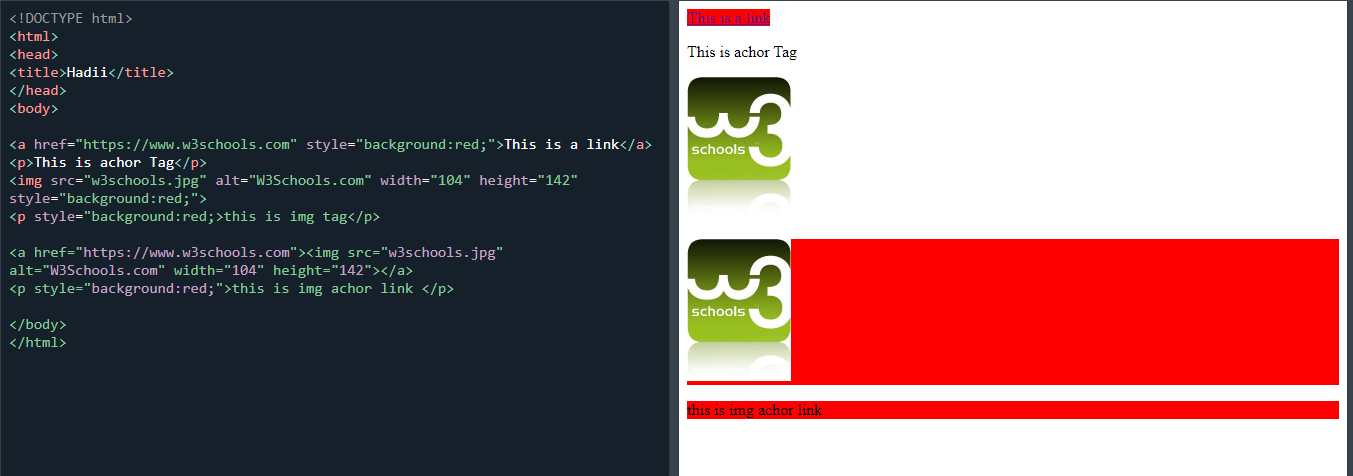 <!DOCTYPE html>
<html>
<head>
<title>Hadii</title>
</head>
<body>
<a href="https://www.w3schools.com" style="background:red;">This is a link</a>
<p>This is achor Tag</p>
<img src="w3schools.jpg" alt="W3Schools.com" width="104" height="142"
style="background:red;">
<p style="background:red;>this is img tag</p>
<a href="https://www.w3schools.com"><img src="w3schools.jpg"
alt="W3Schools.com" width="104" height="142"></a>
<p style="background:red;">this is img achor link </p>
</body>
</html>
This is a link
This is achor Tag
w3
schools
w3
schools
this is img achor link